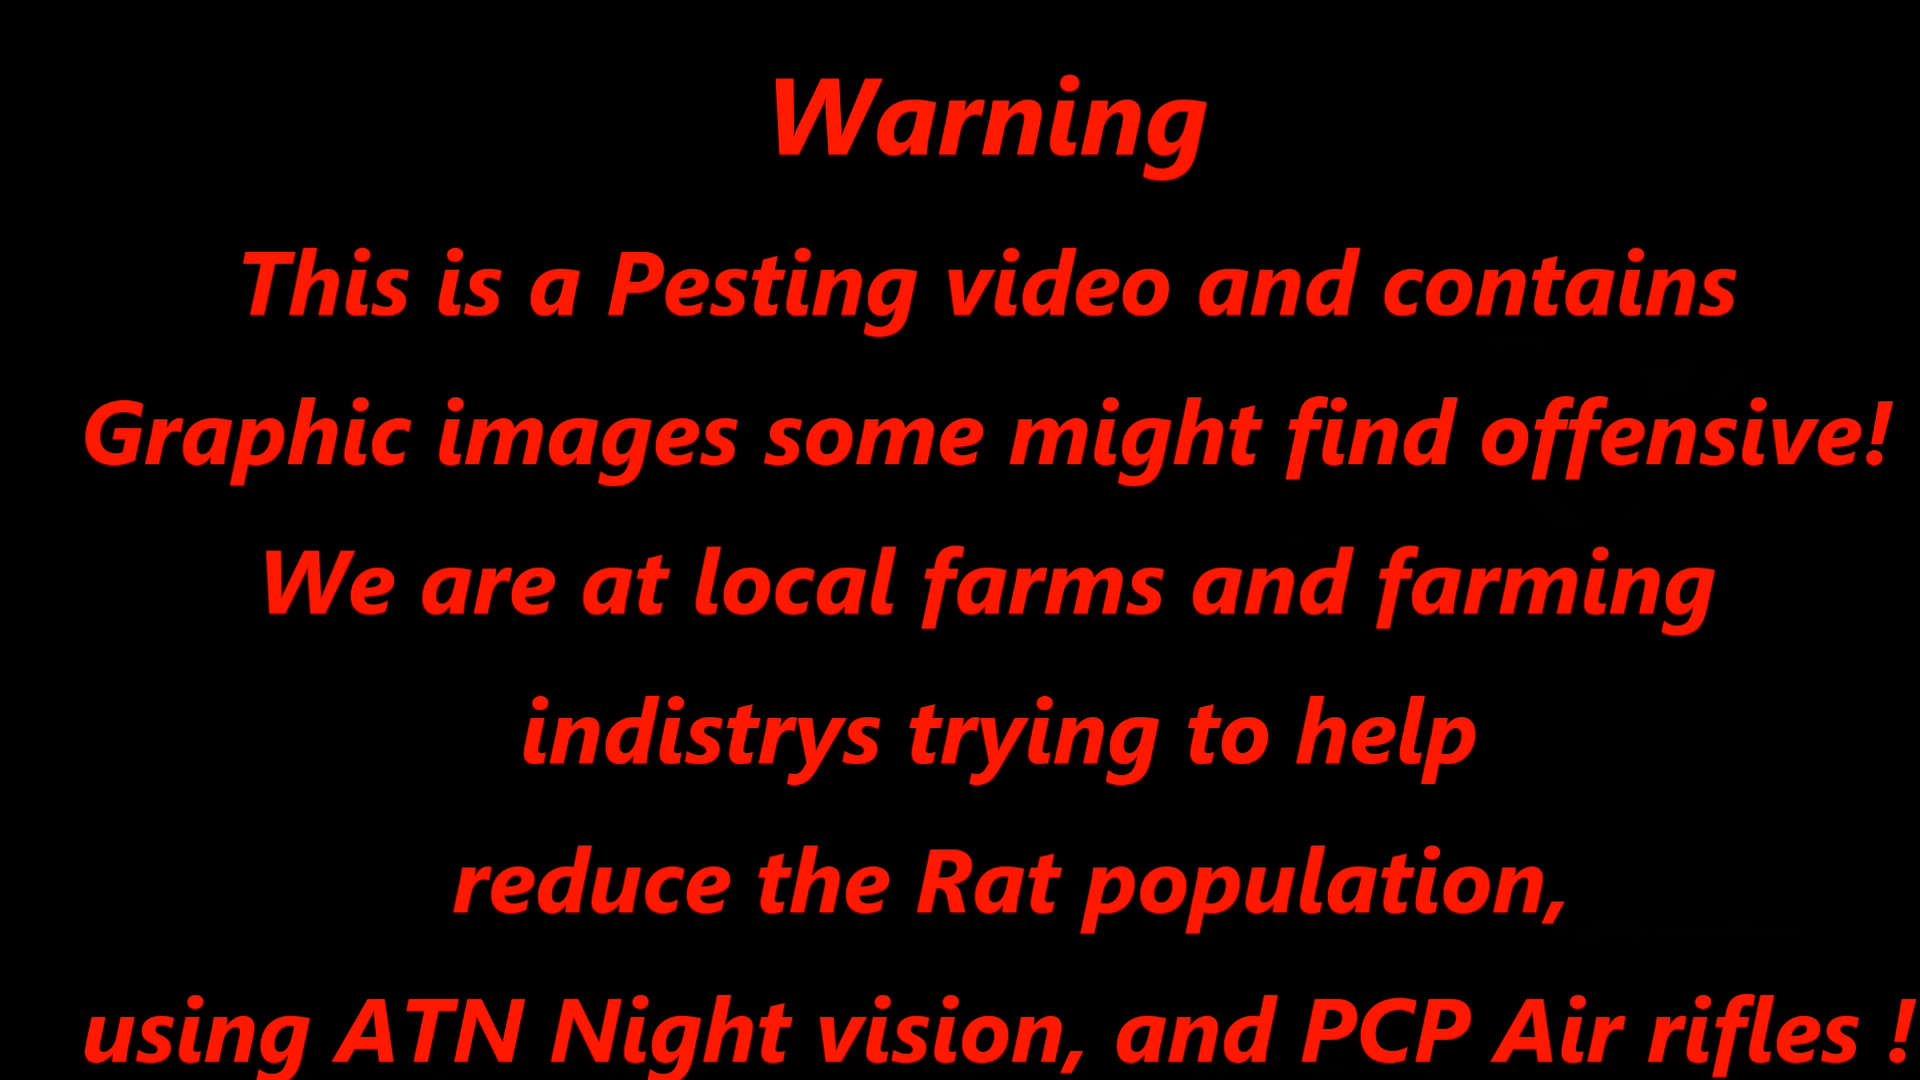 Warning
This is a Pesting video and contains
Graphic images some might find offensive!
We are at local farms and farming
indistrys trying to help
reduce the Rat population,
using ATN Night vision, and PCP Air rifles !